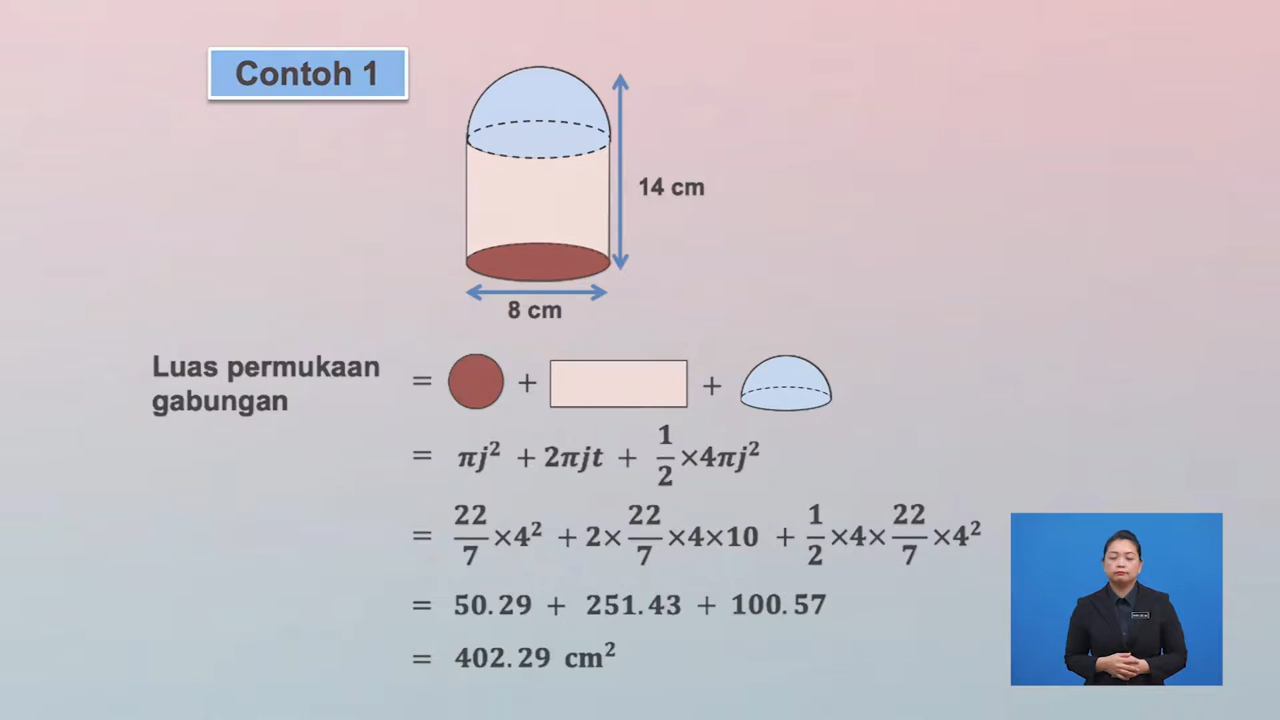 Contoh 1
14 cm
8 cm
Luas permukaan
gabungan
= + +
= πj² + 2πjt + 1/2 ×4πj²
= 22/7 ×4² + 2× 22/7 ×4×10 + 1/2 ×4× 22/7 ×4²
= 50.29 + 251.43 + 100.57
= 402.29 cm²